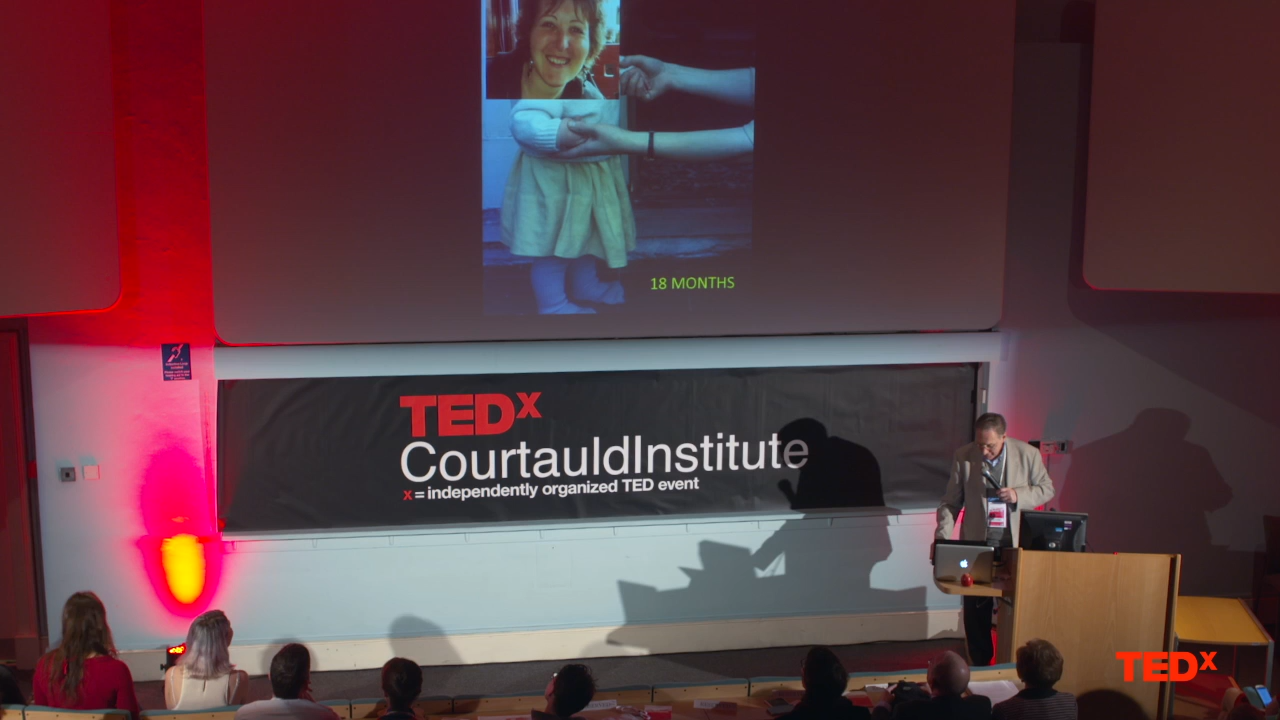 18 MONTHS
TEDx
CourtauldInstitute
x = independently organized TED event
TEDx